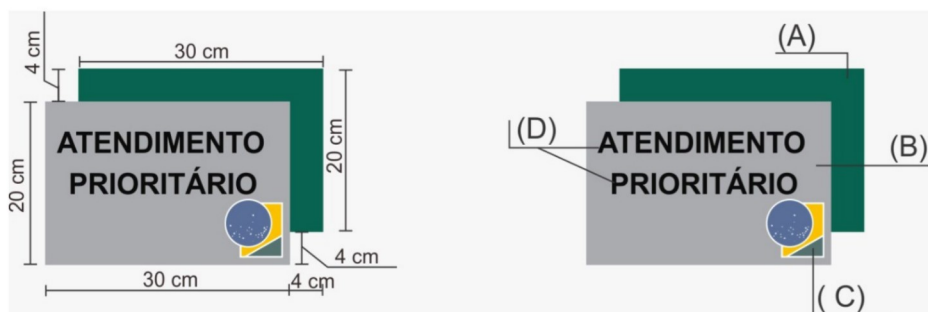 4 cm
30 cm
20 cm
20 cm
ATENDIMENTO
PRIORITÁRIO
4 cm
4 cm
30 cm
(A)
(D)
(B)
ATENDIMENTO
PRIORITÁRIO
( C)